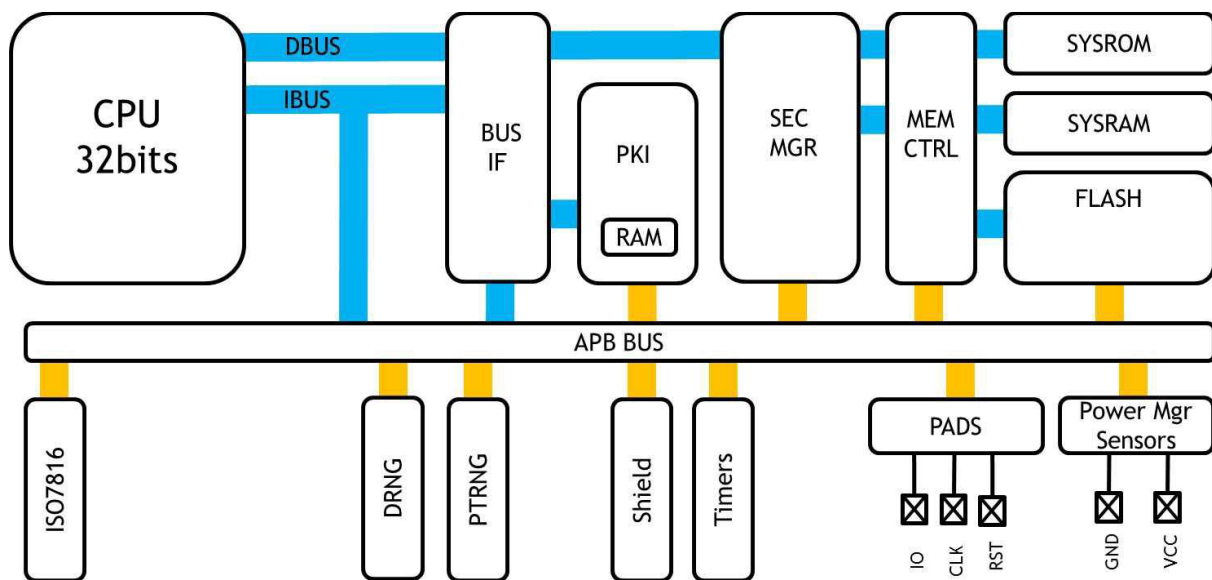 CPU
32bits
DBUS
IBUS
BUS
IF
PKI
RAM
SEC
MGR
MEM
CTRL
SYSROM
SYSRAM
FLASH
APB BUS
ISO7816
DRNG
PTRNG
Shield
Timers
PADS
IO
CLK
RST
Power Mgr
Sensors
GND
VCC